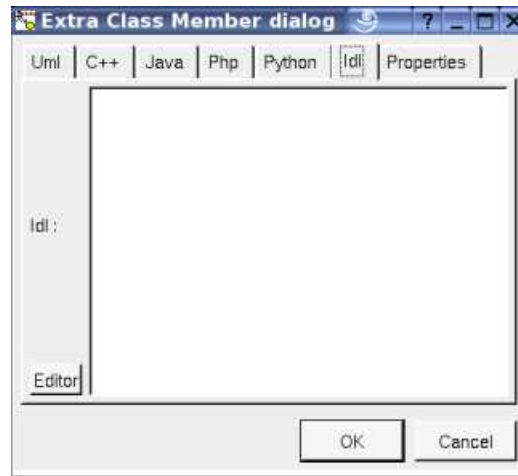 Extra Class Member dialog
Uml C++ Java Php Python Idl Properties
Idl :
Editor
OK Cancel